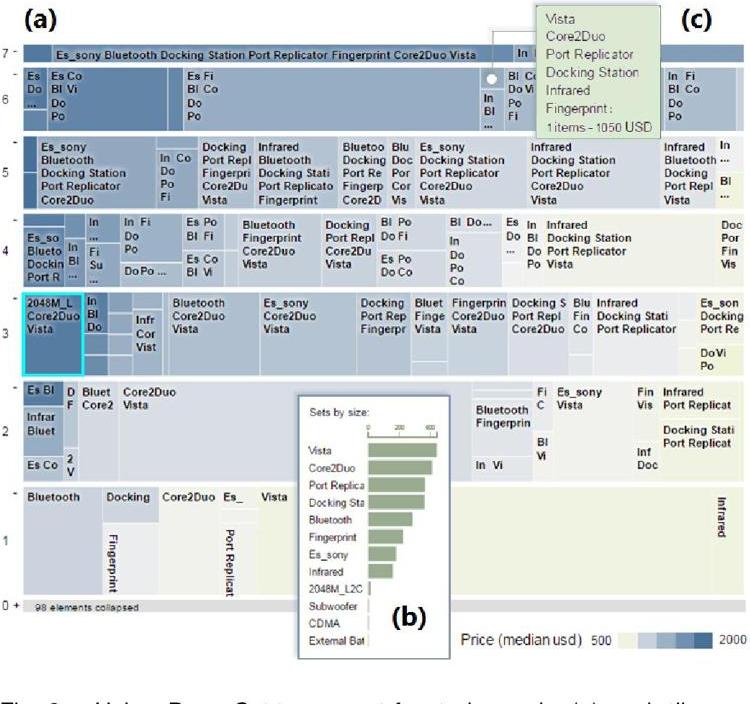 (a)
(c)
Vista
Core2Duo
Port Replicator
Docking Station
Infrared
Fingerprint:
1items - 1050 USD
7
Es_sony Bluetooth Docking Station Port Replicator Fingerprint Core2Duo Vista
In
6
Es
Do
...
Es Co
Bl Vi
Do
Po
Es Fi
Bl Co
Do
Po
In
Bl
...
Bl
Do
Po
Fi
In Fi
Bl Co
Do
Po
5
Es_sony
Bluetooth
Docking Station
Port Replicator
Core2Duo
In Co
Do
Po
Fi
Docking
Port Repl
Fingerpri
Core2Du
Vista
Infrared
Bluetooth
Docking Stati
Port Replicato
Fingerprint
Bluetoo
Docking
Port Re
Fingerp
Core2D
Blu
Doc
Por
Cor
Vis
Es_sony
Docking Station
Port Replicator
Core2Duo
Vista
Infrared
Docking Station
Port Replicator
Core2Duo
Vista
Infrared
Bluetooth
Docking
Port Repl
Vista
In
...
Bl
...
4
Es_so
Blueto
Dockin
Port R
In
Bl
...
In
...
Fi
Su
...
In Fi
Do
Po
Do Po ...
Es Po
Bl Fi
Es Co
Bl Vi
Bluetooth
Fingerprint
Core2Duo
Vista
Docking
Port Repl
Core2Du
Vista
Bl Po
Do Fi
Es Po
Do Co
Bl Do...
In
Do
Po
Co
Es
Do
...
In
Bl
Do
Po
Infrared
Docking Station
Port Replicator
Vista
Doc
Por
Fin
Vis
3
2048M_L
Core2Duo
Vista
In
Bl
Do
Infr
Cor
Vist
Bluetooth
Core2Duo
Vista
Es_sony
Core2Duo
Vista
Docking
Port Rep
Fingerpr
Bluet
Finge
Vista
Fingerprin
Core2Duo
Vista
Docking S
Port Repl
Core2Duo
Blu
Fin
Co
Infrared
Docking Stati
Port Replicator
Es_son
Docking
Port Re
Do Vi
Po
2
Es Bl
Infrar
Bluet
Es Co
D
F
2
V
Bluet
Core2
Core2Duo
Vista
Bluetooth
Fingerprin
In Vi
Fi
C
Bl
Vi
Es_sony
Vista
Fin
Vis
Inf
Doc
Infrared
Port Replicat
Docking Stati
Port Replicat
1
Bluetooth
Docking
Fingerprint
Core2Duo
Es_
Port Replicat
Vista
Infrared
0 +
98 elements collapsed
Sets by size:
0 200 400
Vista
Core2Duo
Port Replica
Docking Sta
Bluetooth
Fingerprint
Es_sony
Infrared
2048M_L2C
Subwoofer
CDMA
External Bat
(b)
Price (median usd) 500 2000